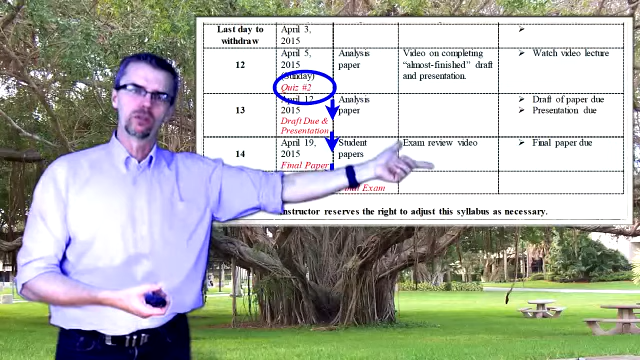 Last day to withdraw April 3, 2015
12 April 5, 2015 (Sunday) Quiz #2 Analysis paper Video on completing "almost-finished" draft and presentation. Watch video lecture
13 April 12, 2015 Draft Due & Presentation Analysis paper Draft of paper due Presentation due
14 April 19, 2015 Final Paper Student papers Exam review video Final paper due
Exam
Instructor reserves the right to adjust this syllabus as necessary.